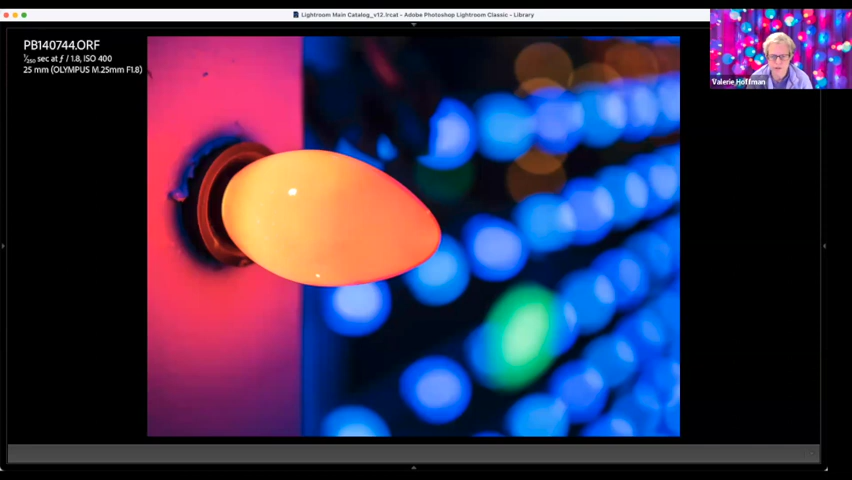 Lightroom Main Catalog_v12.lrcat - Adobe Photoshop Lightroom Classic - Library
PB140744.ORF
1/250 sec at ƒ / 1.8, ISO 400
25 mm (OLYMPUS M.25mm F1.8)
Valerie Hoffman